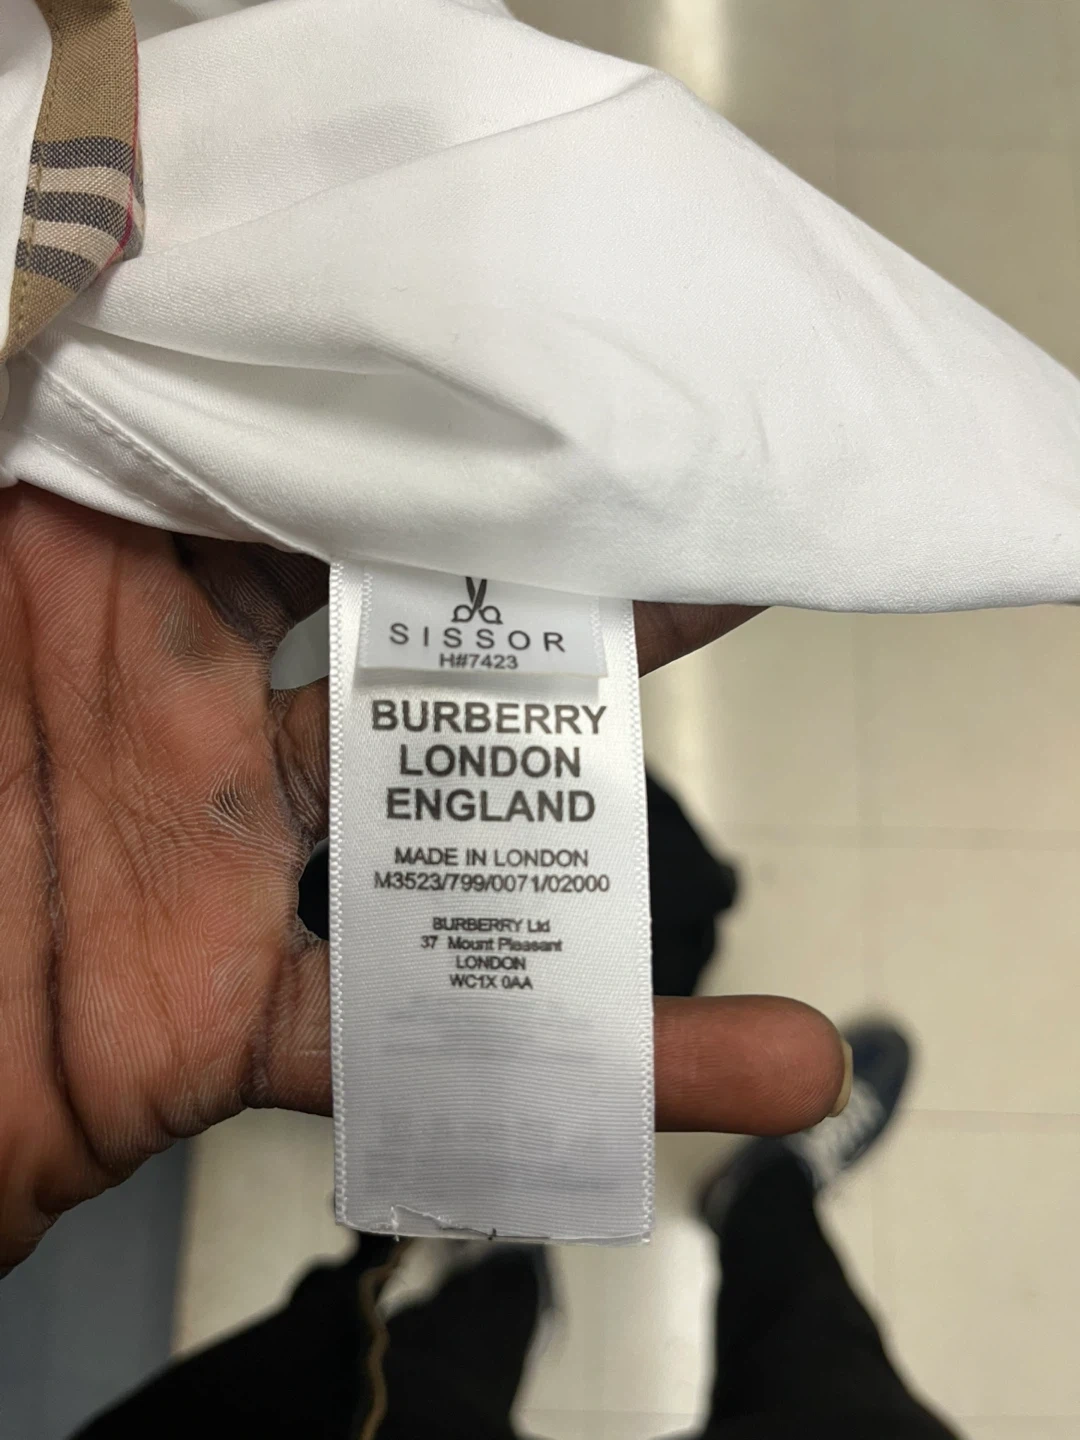 SISSOR
H#7423
BURBERRY
LONDON
ENGLAND
MADE IN LONDON
M3523/799/0071/02000
BURBERRY Ltd
37 Mount Pleasant
LONDON
WC1X 0AA